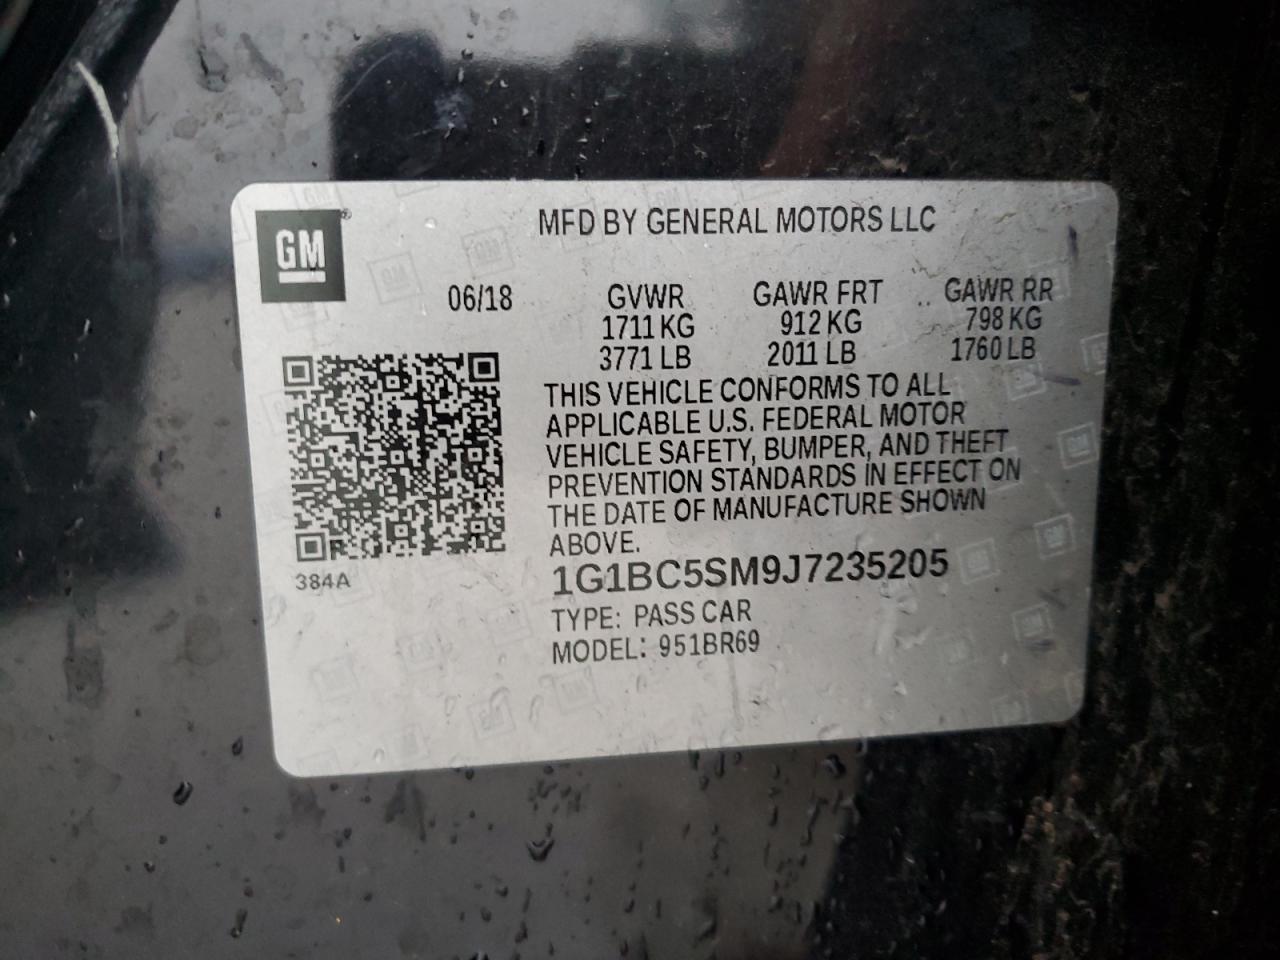 GM®
MFD BY GENERAL MOTORS LLC
06/18 GVWR GAWR FRT GAWR RR
1711 KG 912 KG 798 KG
3771 LB 2011 LB 1760 LB
THIS VEHICLE CONFORMS TO ALL
APPLICABLE U.S. FEDERAL MOTOR
VEHICLE SAFETY, BUMPER, AND THEFT
PREVENTION STANDARDS IN EFFECT ON
THE DATE OF MANUFACTURE SHOWN
ABOVE.
384A
1G1BC5SM9J7235205
TYPE: PASS CAR
MODEL: 951BR69